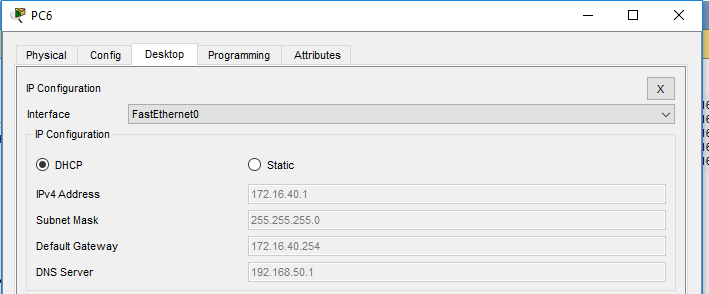 PC6
Physical Config Desktop Programming Attributes
IP Configuration
X
Interface
FastEthernet0
IP Configuration
DHCP
Static
IPv4 Address
172.16.40.1
Subnet Mask
255.255.255.0
Default Gateway
172.16.40.254
DNS Server
192.168.50.1